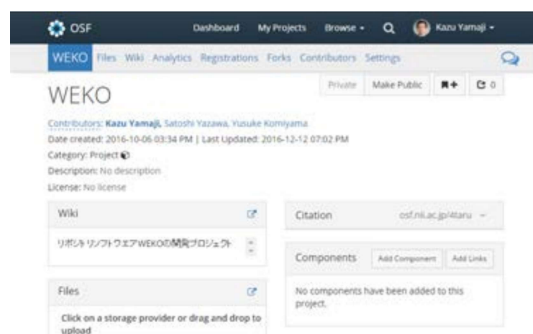 OSF Dashboard My Projects Browse Kazu Yamaji
WEKO Files Wiki Analytics Registrations Forks Contributors Settings
WEKO
Private Make Public 0
Contributors: Kazu Yamaji, Satoshi Yazawa, Yusuke Komiyama
Date created: 2016-10-06 03:34 PM | Last Updated: 2016-12-12 07:02 PM
Category: Project
Description: No description
License: No license
Wiki
リポジトリソフトウエアWEKOの開発プロジェクト
Citation osf.nii.ac.jp/4taru
Components Add Component Add Links
No components have been added to this
project.
Files
Click on a storage provider or drag and drop to
upload